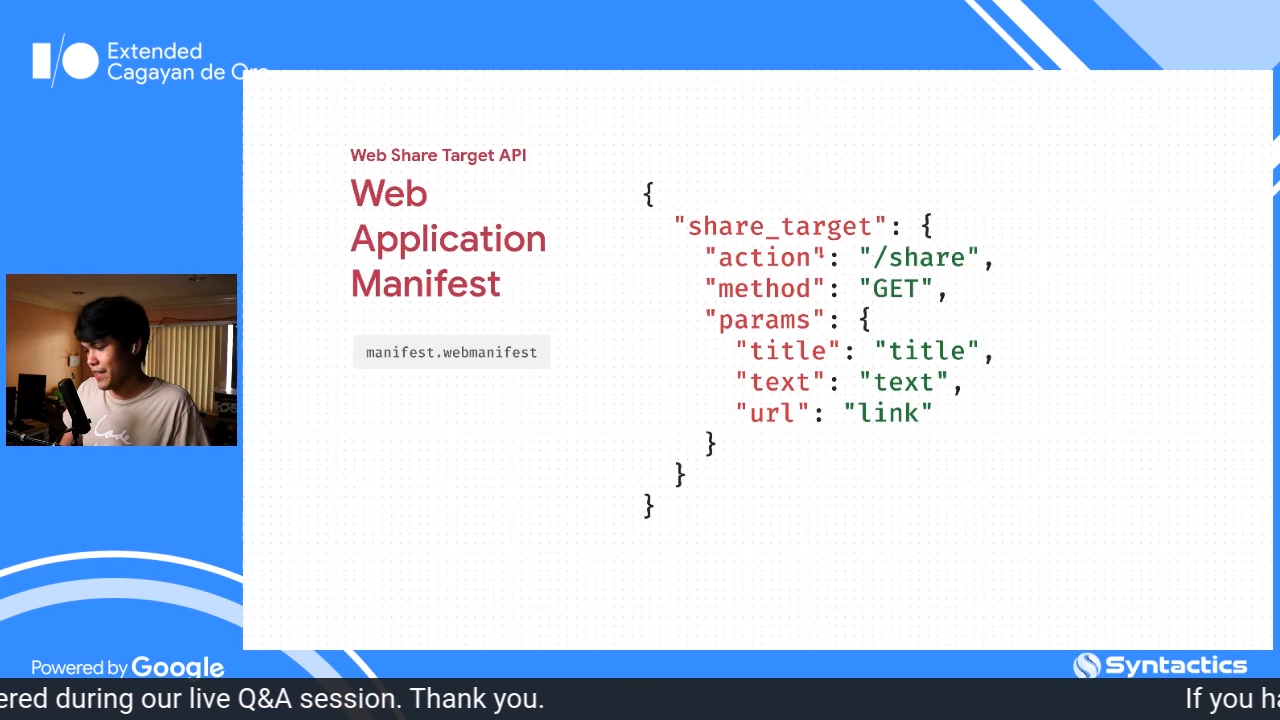 Extended
Cagayan de Oro
Web Share Target API
Web
Application
Manifest
manifest.webmanifest
{
"share_target": {
"action": "/share",
"method": "GET",
"params": {
"title": "title",
"text": "text",
"url": "link"
}
}
}
Code
Powered by Google
Syntactics
ered during our live Q&A session. Thank you.
If you ha